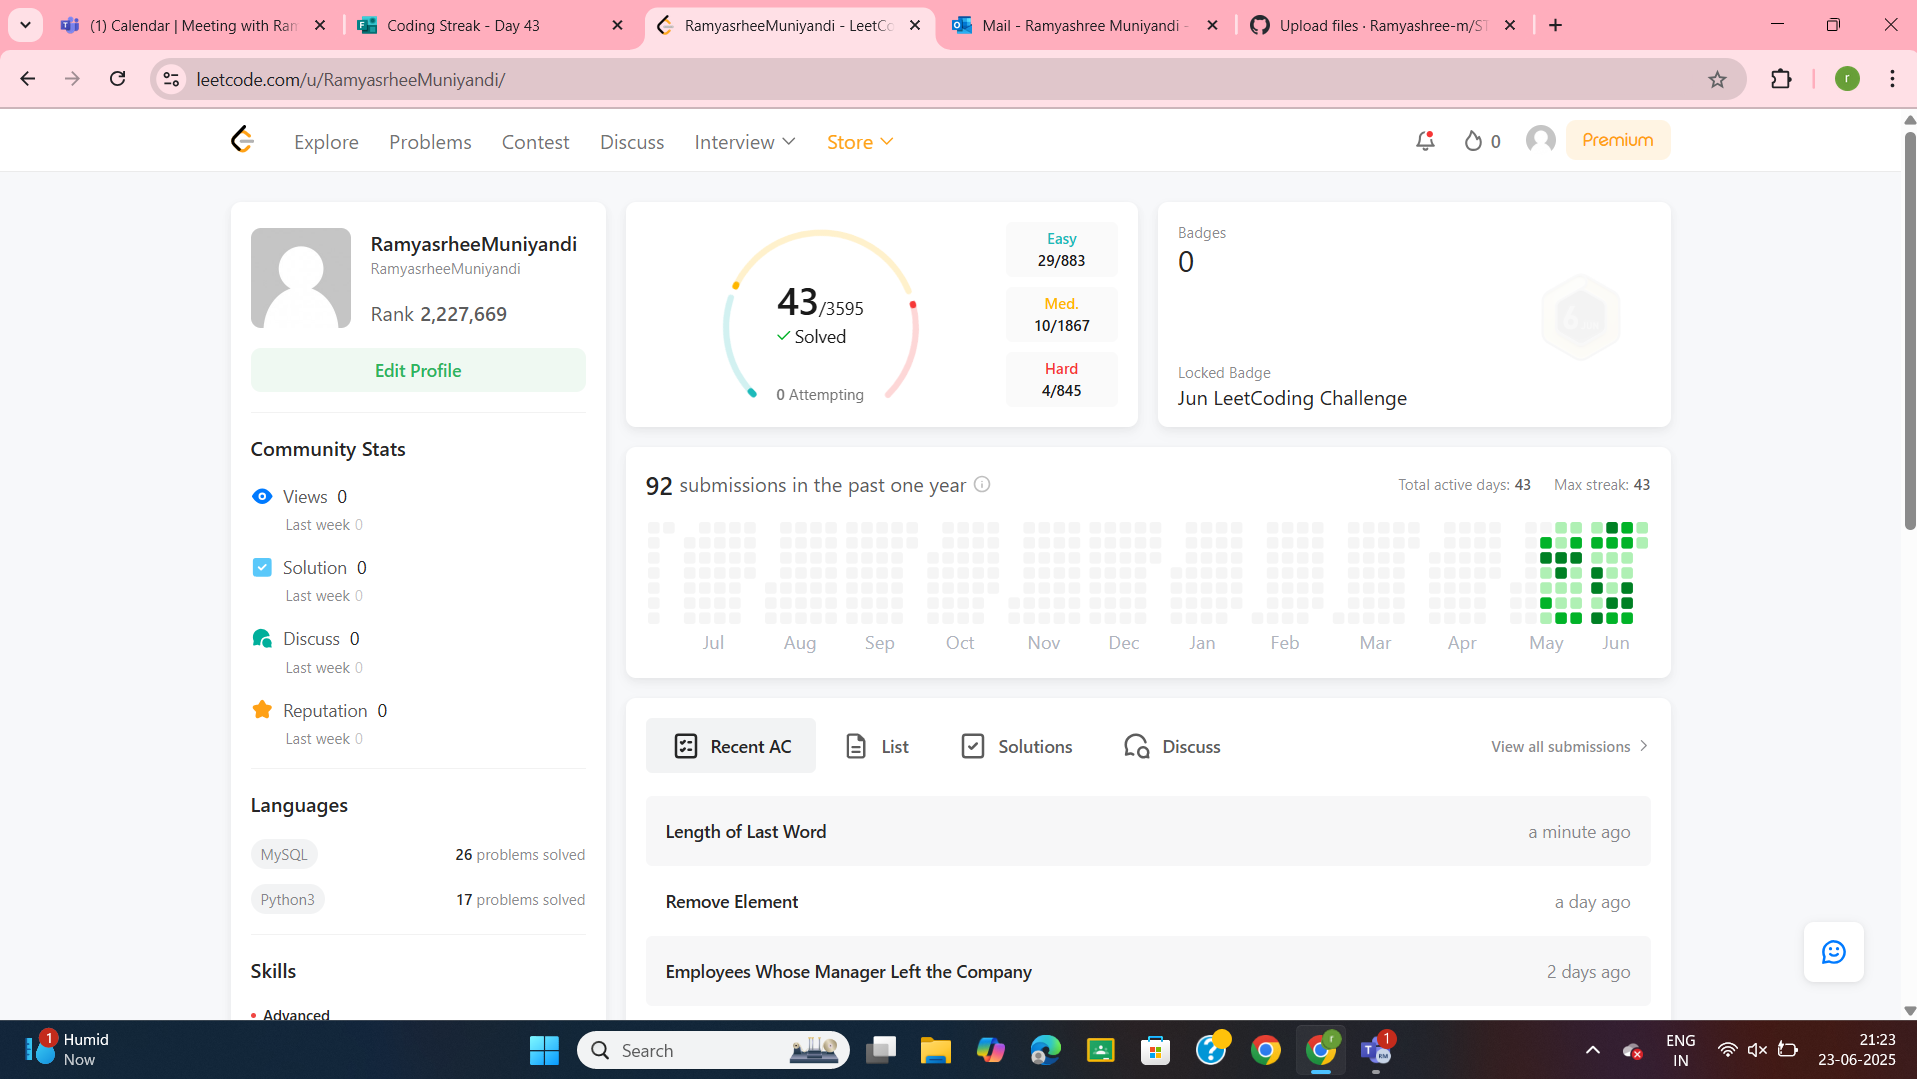 (1) Calendar | Meeting with Ram
Coding Streak - Day 43
RamyasrheeMuniyandi - LeetCo
Mail - Ramyashree Muniyandi -
Upload files · Ramyashree-m/ST
leetcode.com/u/RamyasrheeMuniyandi/
r
Explore
Problems
Contest
Discuss
Interview
Store
0
Premium
RamyasrheeMuniyandi
RamyasrheeMuniyandi
Rank 2,227,669
Edit Profile
Community Stats
Views 0
Last week 0
Solution 0
Last week 0
Discuss 0
Last week 0
Reputation 0
Last week 0
Languages
MySQL
26 problems solved
Python3
17 problems solved
Skills
Advanced
43/3595
Solved
0 Attempting
Easy
29/883
Med.
10/1867
Hard
4/845
Badges
0
Locked Badge
Jun LeetCoding Challenge
92 submissions in the past one year
Total active days: 43
Max streak: 43
Jul
Aug
Sep
Oct
Nov
Dec
Jan
Feb
Mar
Apr
May
Jun
Recent AC
List
Solutions
Discuss
View all submissions
Length of Last Word
a minute ago
Remove Element
a day ago
Employees Whose Manager Left the Company
2 days ago
1
Humid
Now
Search
r
1
RM
ENG
IN
21:23
23-06-2025